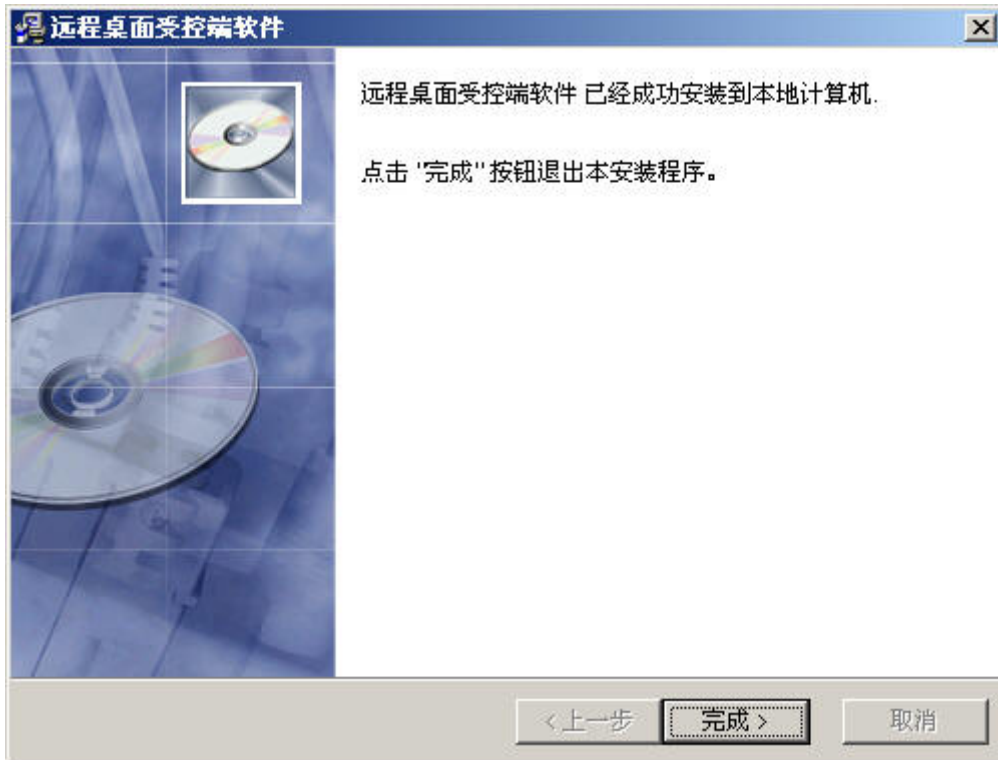 远程桌面受控端软件
远程桌面受控端软件 已经成功安装到本地计算机.
点击 "完成" 按钮退出本安装程序。
<上一步
完成>
取消